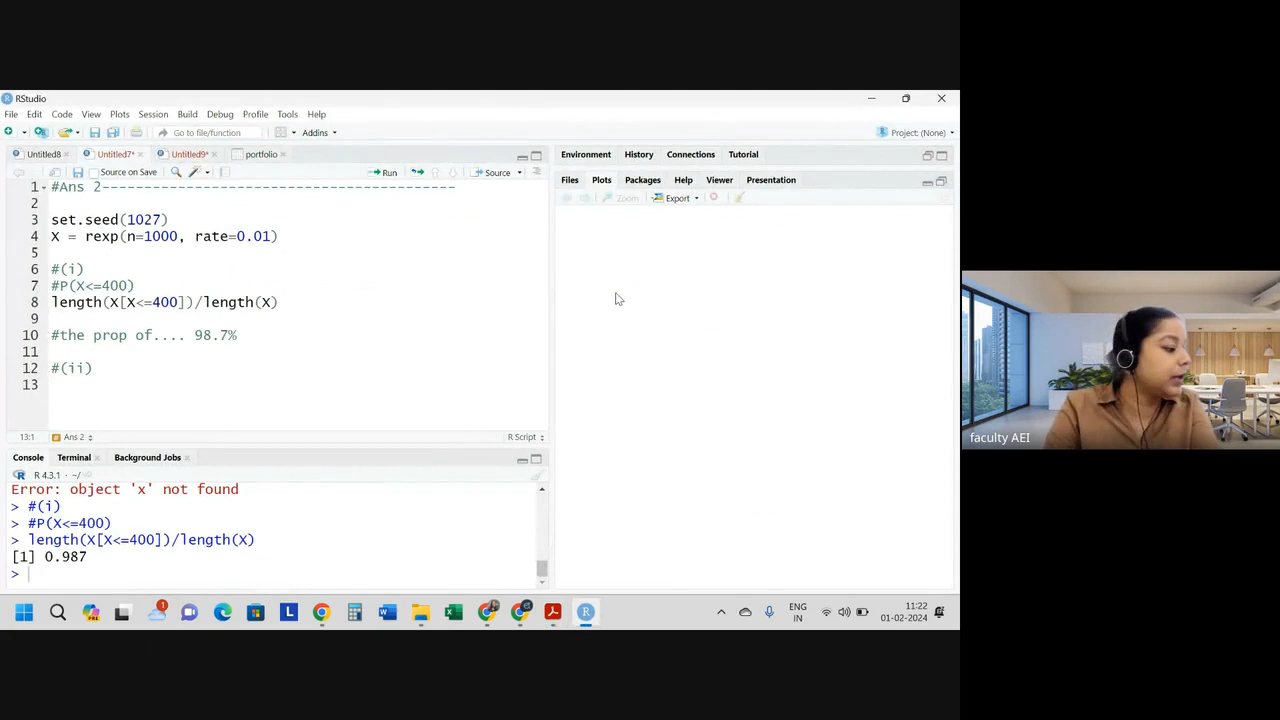 RStudio
File Edit Code View Plots Session Build Debug Profile Tools Help
Go to file/function Addins Project: (None)
Untitled8 Untitled7* Untitled9* portfolio
Source on Save Run Source
1 #Ans 2-------------------------------------------
2
3 set.seed(1027)
4 X = rexp(n=1000, rate=0.01)
5
6 #(i)
7 #P(X<=400)
8 length(X[X<=400])/length(X)
9
10 #the prop of.... 98.7%
11
12 #(ii)
13
13:1 Ans 2 R Script
Console Terminal Background Jobs
R 4.3.1 · ~/
Error: object 'x' not found
> #(i)
> #P(X<=400)
> length(X[X<=400])/length(X)
[1] 0.987
>
Environment History Connections Tutorial
Files Plots Packages Help Viewer Presentation
Zoom Export
faculty AEI
ENG
IN
11:22
01-02-2024